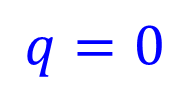 q = 0